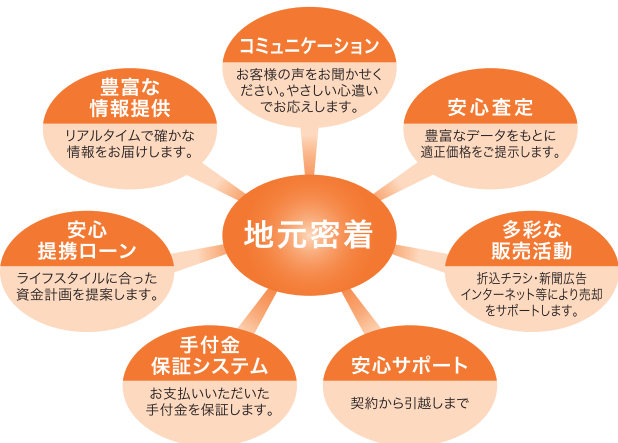 コミュニケーション
お客様の声をお聞かせく
ださい。やさしい心遣い
でお応えします。
豊富な
情報提供
リアルタイムで確かな
情報をお届けします。
安心査定
豊富なデータをもとに
適正価格をご提示します。
地元密着
安心
提携ローン
ライフスタイルに合った
資金計画を提案します。
多彩な
販売活動
折込チラシ・新聞広告
インターネット等により売却
をサポートします。
手付金
保証システム
お支払いいただいた
手付金を保証します。
安心サポート
契約から引越しまで